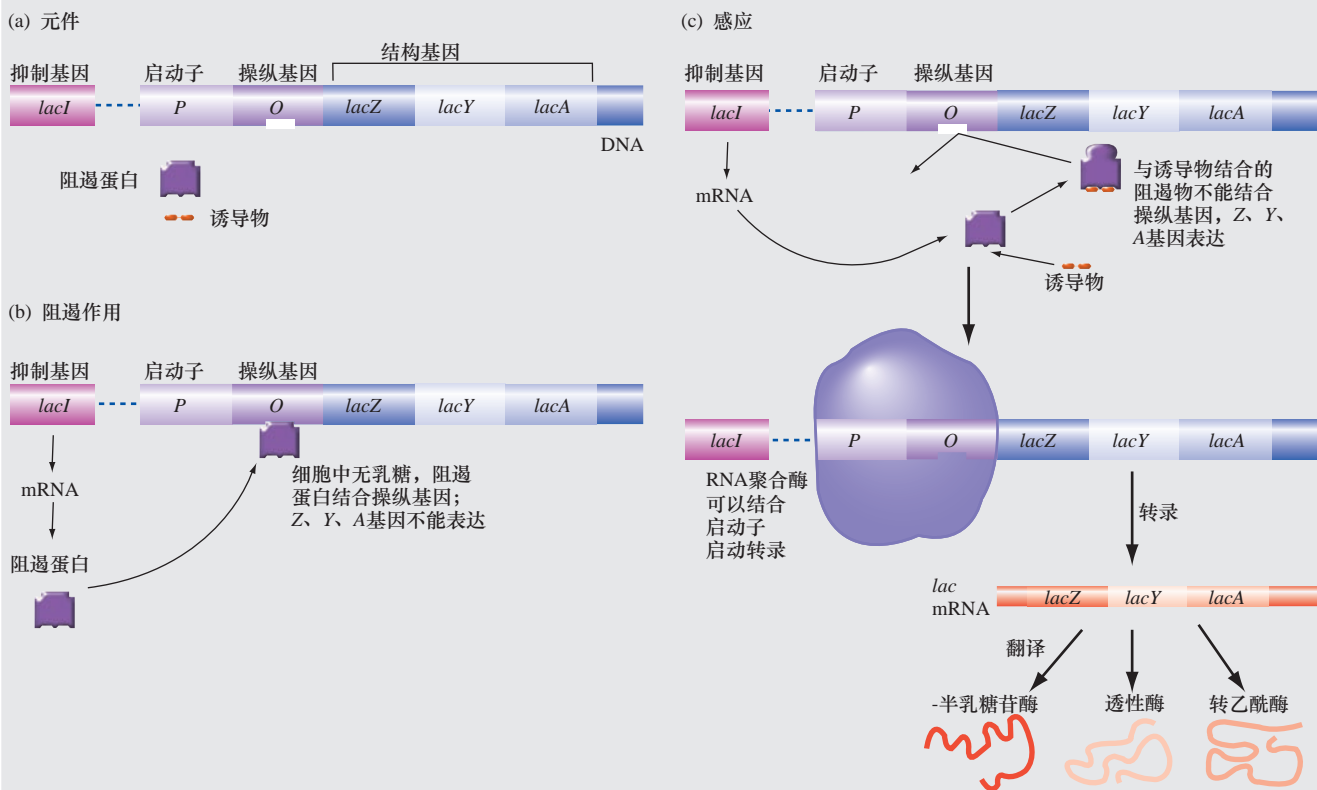 (a) 元件
结构基因
抑制基因 启动子 操纵基因
lacI P O lacZ lacY lacA
DNA
阻遏蛋白
诱导物
(b) 阻遏作用
抑制基因 启动子 操纵基因
lacI P O lacZ lacY lacA
mRNA
阻遏蛋白
细胞中无乳糖，阻遏
蛋白结合操纵基因；
Z、Y、A基因不能表达
(c) 感应
抑制基因 启动子 操纵基因
lacI P O lacZ lacY lacA
mRNA
与诱导物结合的
阻遏物不能结合
操纵基因，Z、Y、
A基因表达
诱导物
lacI P O lacZ lacY lacA
RNA聚合酶
可以结合
启动子
启动转录
转录
lac
mRNA
lacZ lacY lacA
翻译
-半乳糖苷酶 透性酶 转乙酰酶